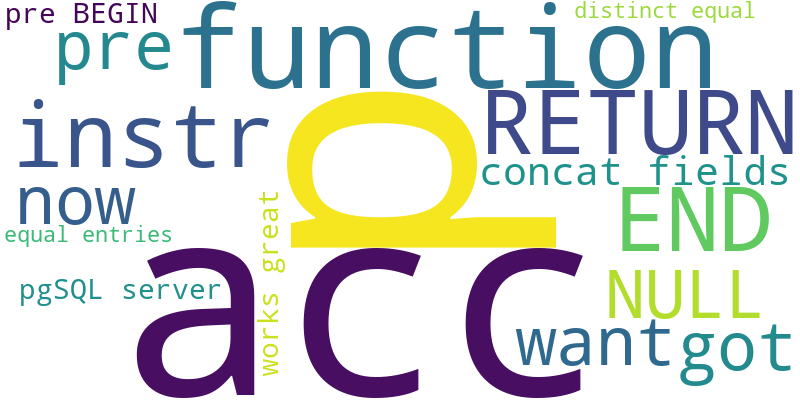 pre BEGIN
distinct equal
pre
function
instr
p
RETURN
concat fields
now
END
equal entries
works great
pgSQL server
acc
NULL
want
got